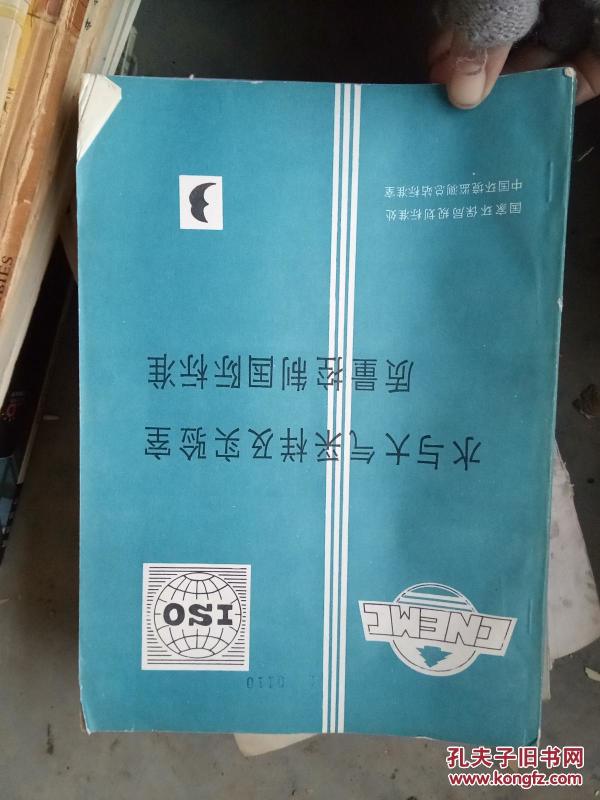 0110
CNEMC
ISO
水与大气采样及实验室
质量控制国际标准
国家环保局规划标准处
中国环境监测总站标准室
BIES
孔夫子旧书网
www.kongfz.com